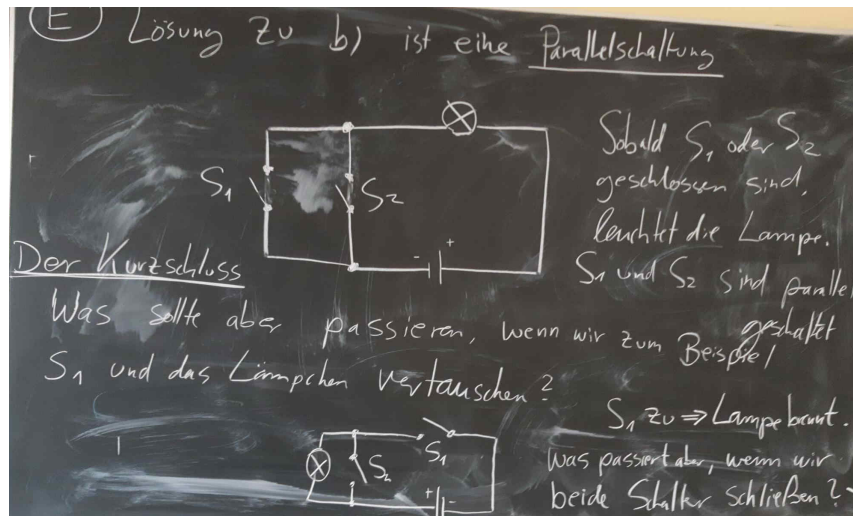 E Lösung zu b) ist eine Parallelschaltung
S1
S2
- +
Sobald S1 oder S2
geschlossen sind,
leuchtet die Lampe.
S1 und S2 sind paralle
geschaltet
Der Kurzschluss
Was sollte aber passieren, wenn wir zum Beispiel
S1 und das Lämpchen vertauschen?
S2
S1
+ -
S1 zu ⇒ Lampe brennt.
was passiert aber, wenn wir
beide Schalter schließen?